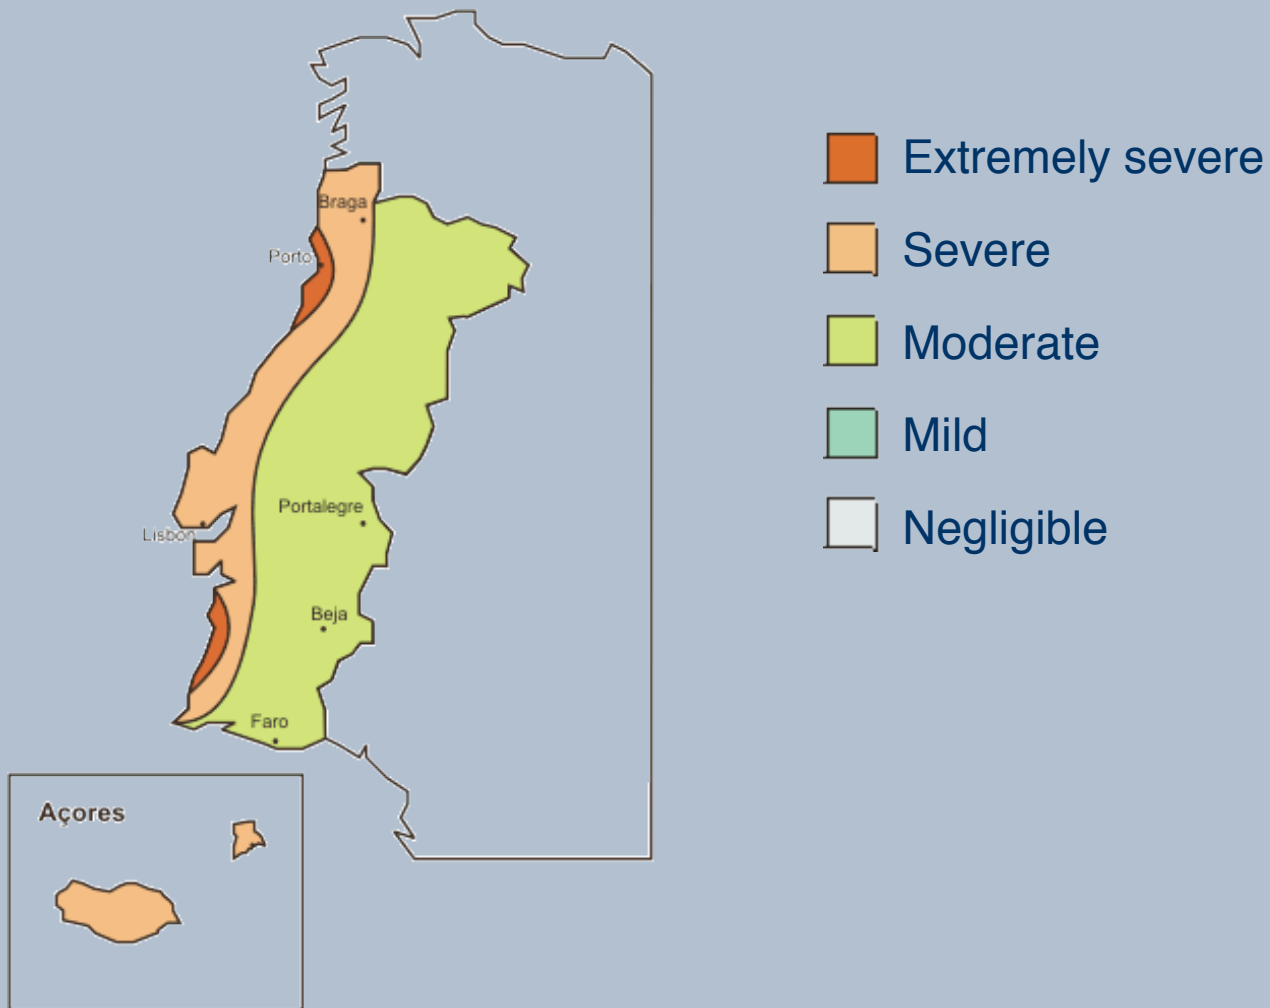 Extremely severe
Severe
Moderate
Mild
Negligible
Braga
Porto
Portalegre
Lisbon
Beja
Faro
Açores